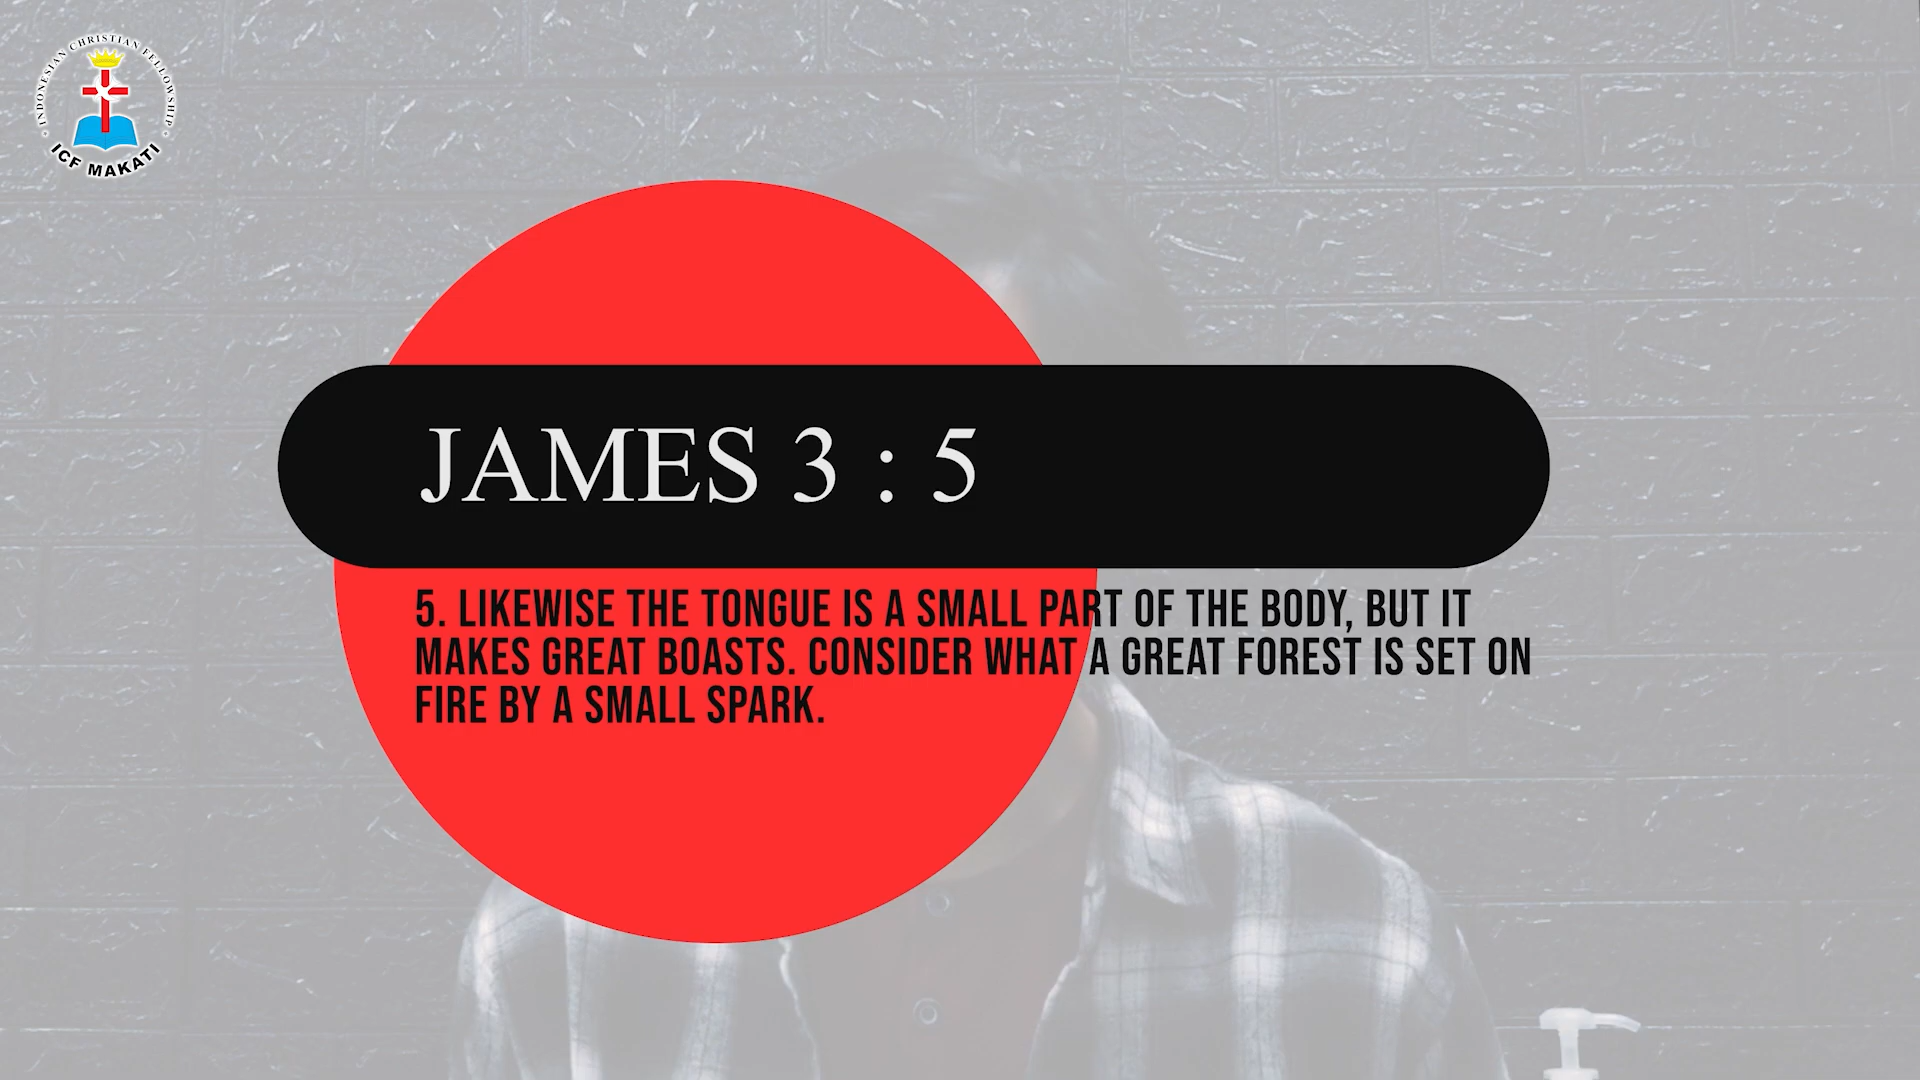 INDONESIAN CHRISTIAN FELLOWSHIP
ICF MAKATI
JAMES 3 : 5
5. LIKEWISE THE TONGUE IS A SMALL PART OF THE BODY, BUT IT
MAKES GREAT BOASTS. CONSIDER WHAT A GREAT FOREST IS SET ON
FIRE BY A SMALL SPARK.